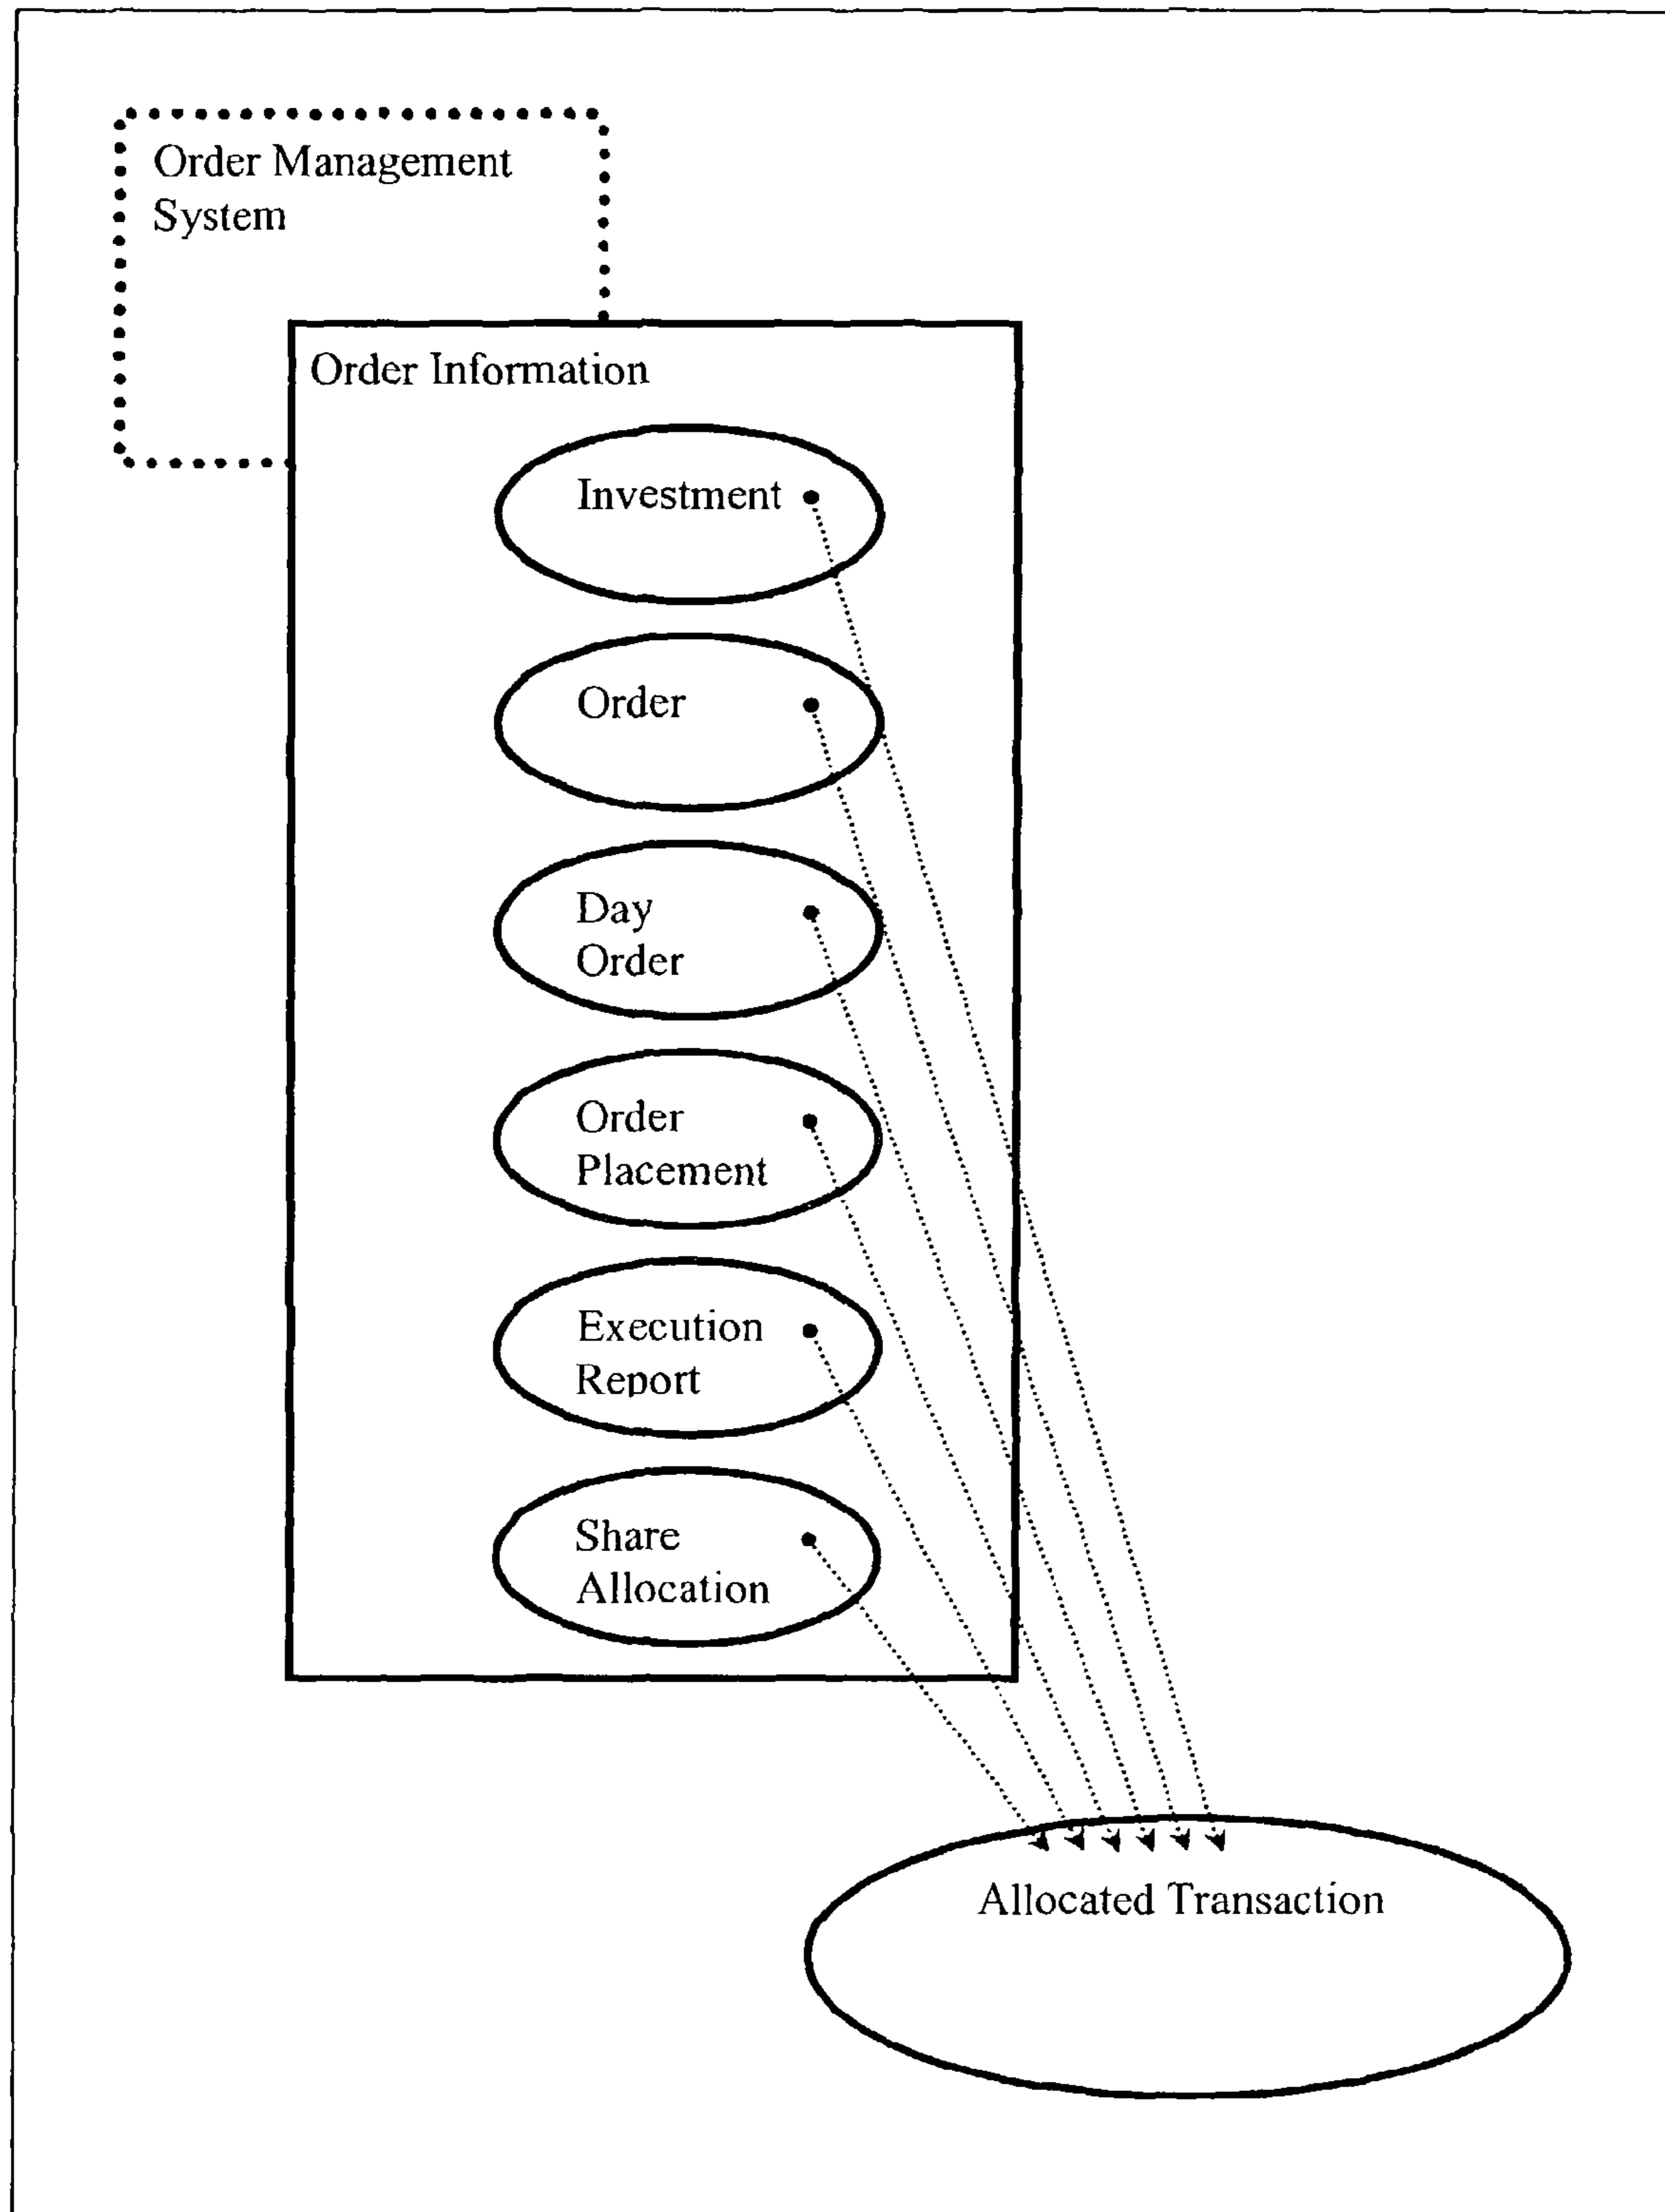 Order Management
System
Order Information
Investment
Order
Day
Order
Order
Placement
Execution
Report
Share
Allocation
Allocated Transaction